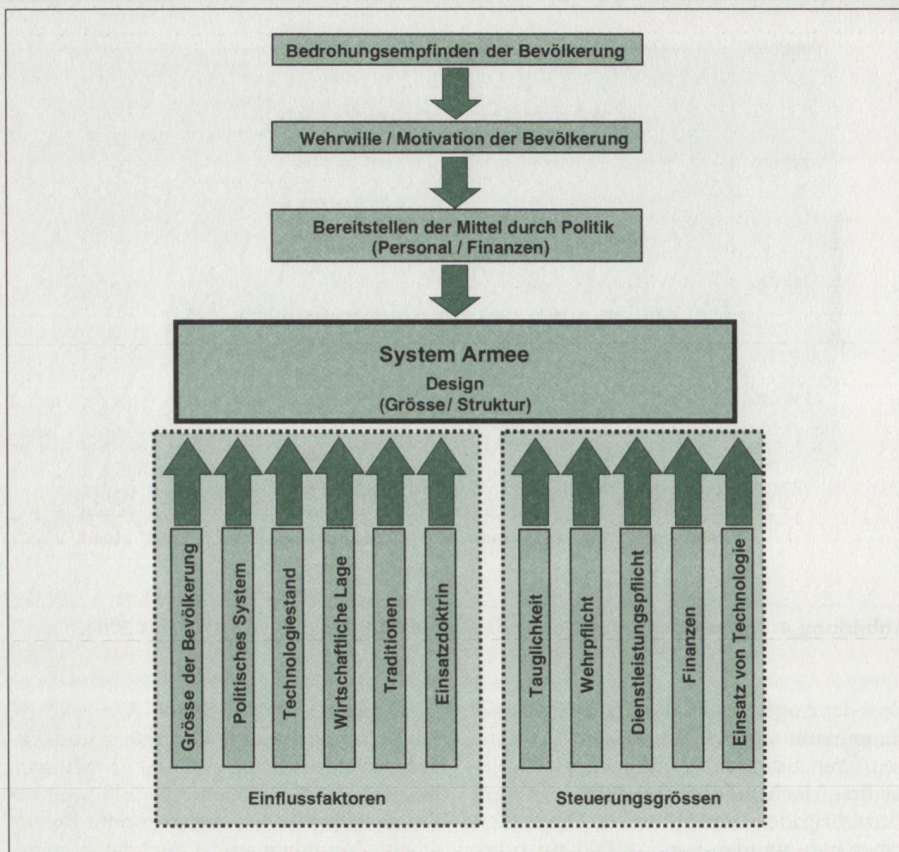 Bedrohungsempfinden der Bevölkerung
Wehrwille / Motivation der Bevölkerung
Bereitstellen der Mittel durch Politik
(Personal / Finanzen)
System Armee
Design
(Grösse / Struktur)
Grösse der Bevölkerung
Politisches System
Technologiestand
Wirtschaftliche Lage
Traditionen
Einsatzdoktrin
Einflussfaktoren
Tauglichkeit
Wehrpflicht
Dienstleistungspflicht
Finanzen
Einsatz von Technologie
Steuerungsgrössen